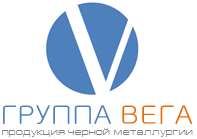 ГРУППА ВЕГА
продукция черной металлургии